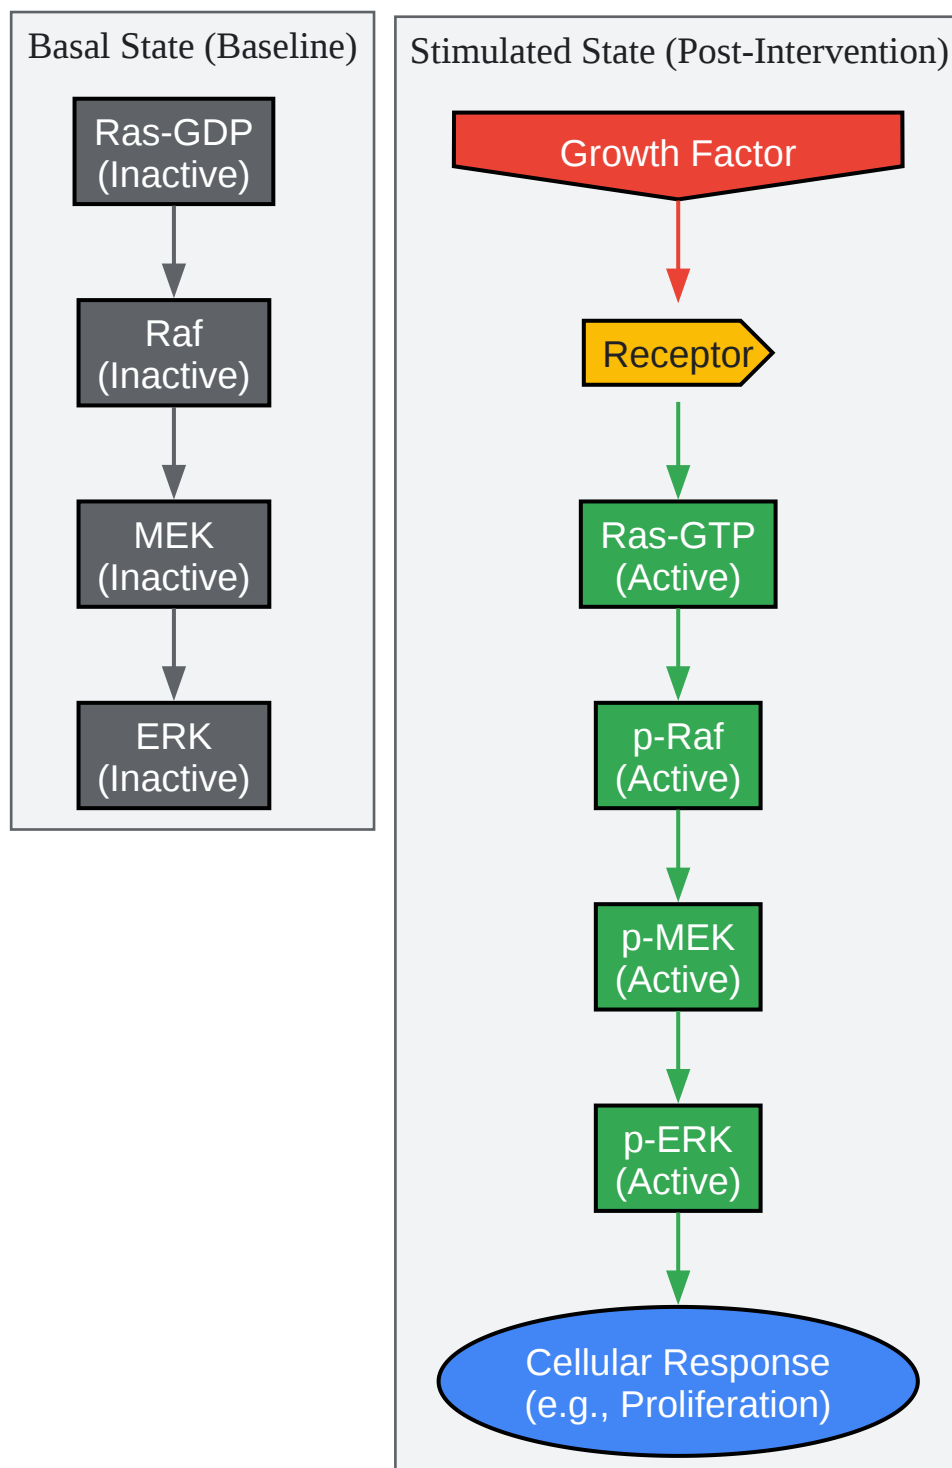 Basal State (Baseline)
Ras-GDP
(Inactive)
Raf
(Inactive)
MEK
(Inactive)
ERK
(Inactive)
Stimulated State (Post-Intervention)
Growth Factor
Receptor
Ras-GTP
(Active)
p-Raf
(Active)
p-MEK
(Active)
p-ERK
(Active)
Cellular Response
(e.g., Proliferation)